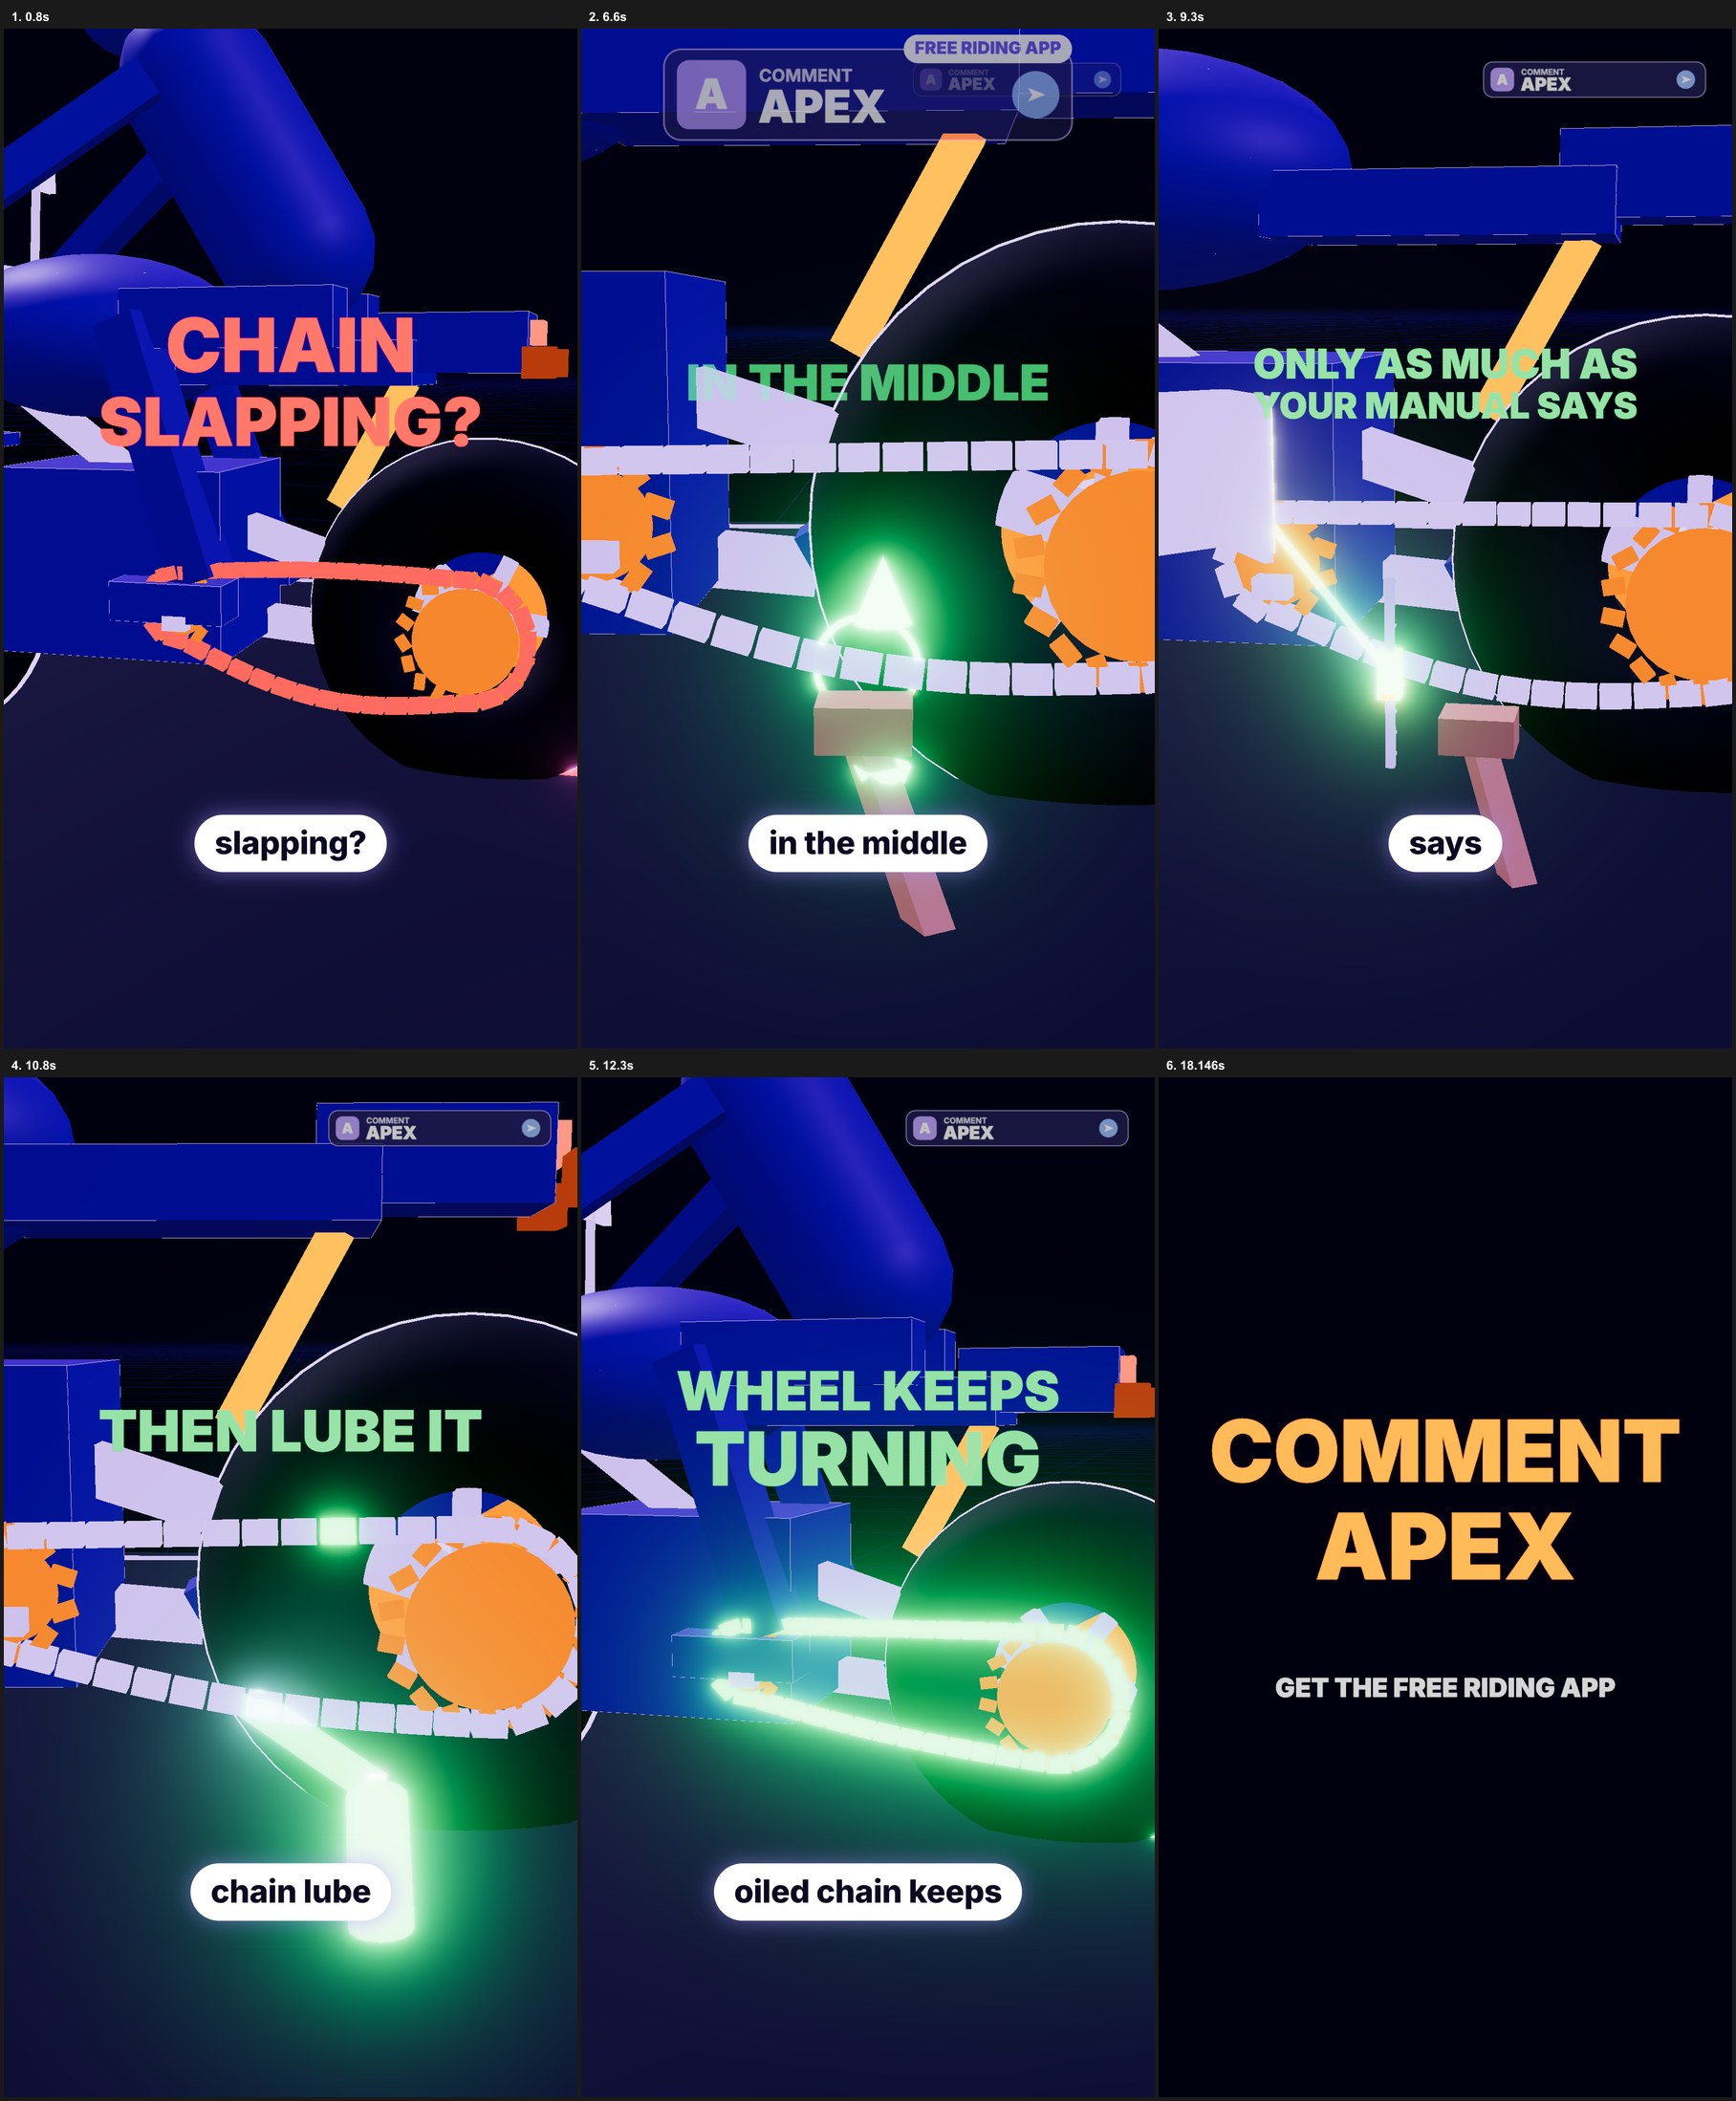 1. 0.8s
CHAIN
SLAPPING?
slapping?
2. 6.6s
FREE RIDING APP
A
COMMENT
APEX
A
COMMENT
APEX
IN THE MIDDLE
in the middle
3. 9.3s
A
COMMENT
APEX
ONLY AS MUCH AS
YOUR MANUAL SAYS
says
4. 10.8s
A
COMMENT
APEX
THEN LUBE IT
chain lube
5. 12.3s
A
COMMENT
APEX
WHEEL KEEPS
TURNING
oiled chain keeps
6. 18.146s
COMMENT
APEX
GET THE FREE RIDING APP